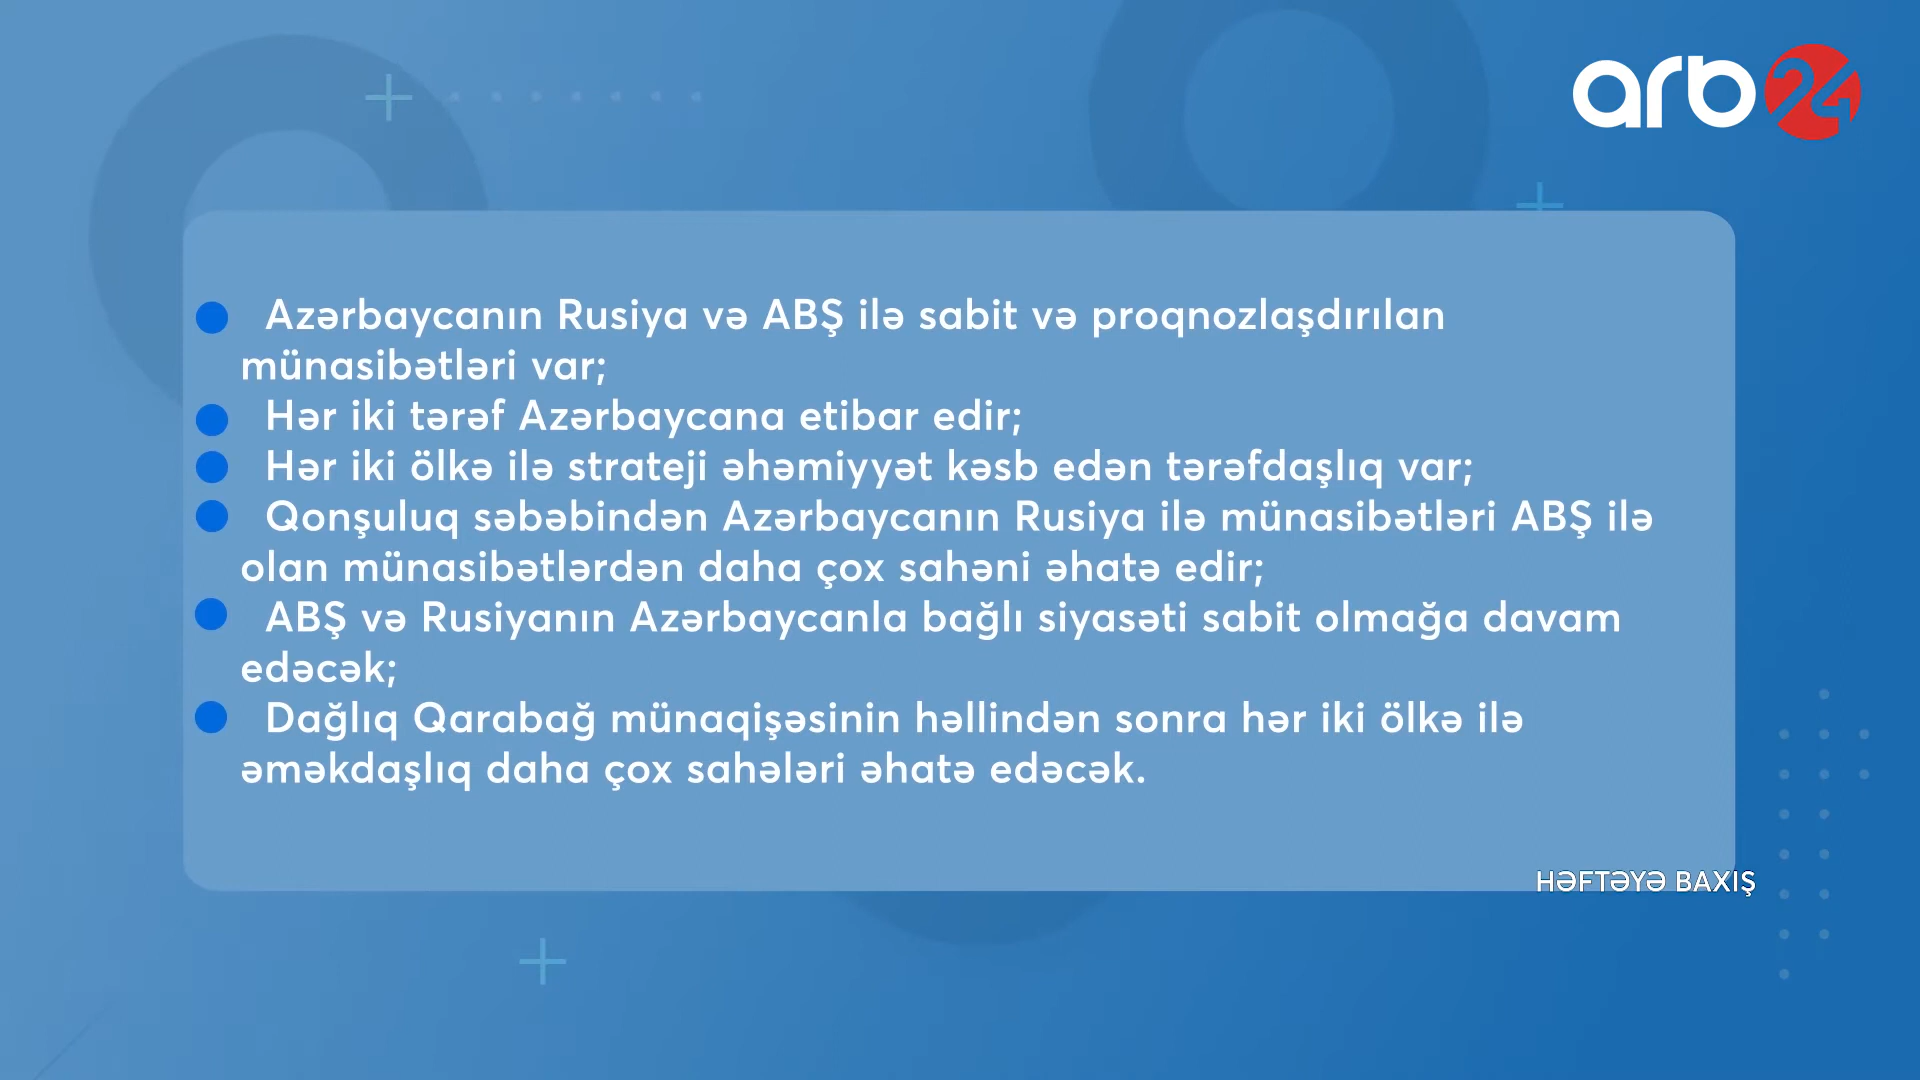 arb24
Azərbaycanın Rusiya və ABŞ ilə sabit və proqnozlaşdırılan
münasibətləri var;
Hər iki tərəf Azərbaycana etibar edir;
Hər iki ölkə ilə strateji əhəmiyyət kəsb edən tərəfdaşlıq var;
Qonşuluq səbəbindən Azərbaycanın Rusiya ilə münasibətləri ABŞ ilə
olan münasibətlərdən daha çox sahəni əhatə edir;
ABŞ və Rusiyanın Azərbaycanla bağlı siyasəti sabit olmağa davam
edəcək;
Dağlıq Qarabağ münaqişəsinin həllindən sonra hər iki ölkə ilə
əməkdaşlıq daha çox sahələri əhatə edəcək.
HƏFTƏYƏ BAXIŞ